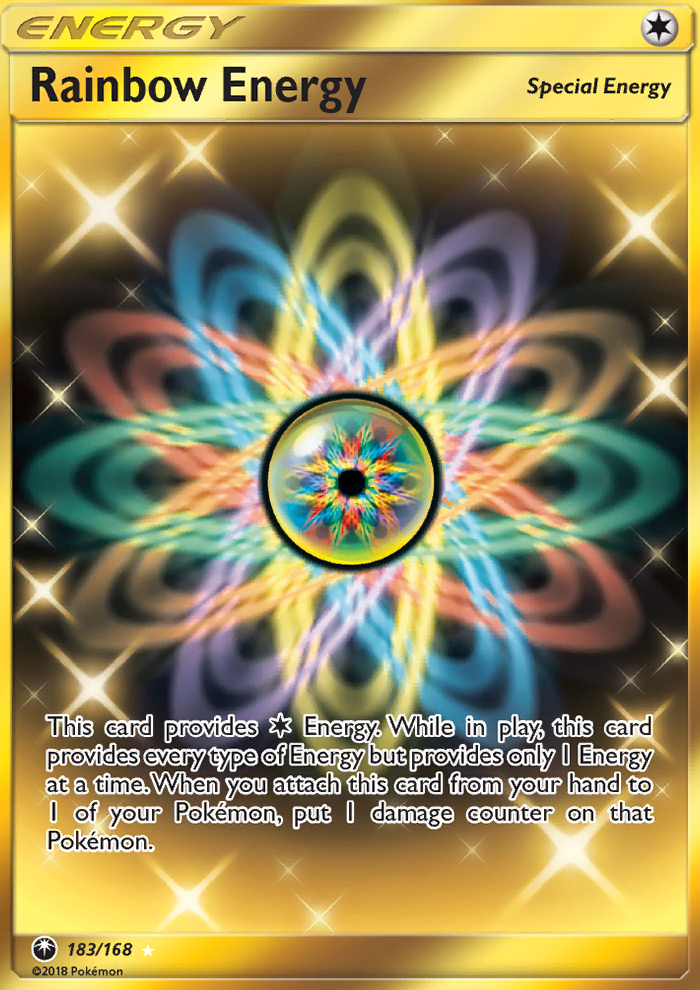 ENERGY
Rainbow Energy
Special Energy
This card provides Energy. While in play, this card
provides every type of Energy but provides only 1 Energy
at a time. When you attach this card from your hand to
1 of your Pokémon, put 1 damage counter on that
Pokémon.
183/168
©2018 Pokémon